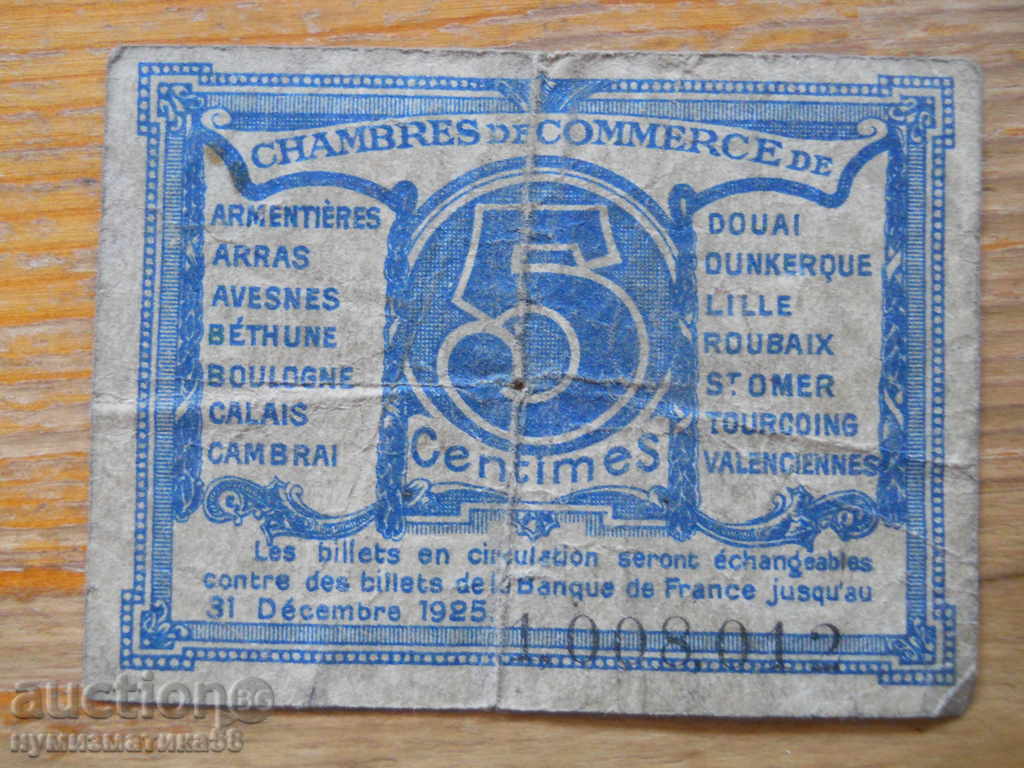 CHAMBRES DE COMMERCE DE
ARMENTIÈRES
ARRAS
AVESNES
BÉTHUNE
BOULOGNE
CALAIS
CAMBRAI
5
Centimes
DOUAI
DUNKERQUE
LILLE
ROUBAIX
ST OMER
TOURCOING
VALENCIENNES
Les billets en circulation seront échangeables
contre des billets de la Banque de France jusqu'au
31 Décembre 1925.
1,008,012
auction BG
нумизматика58